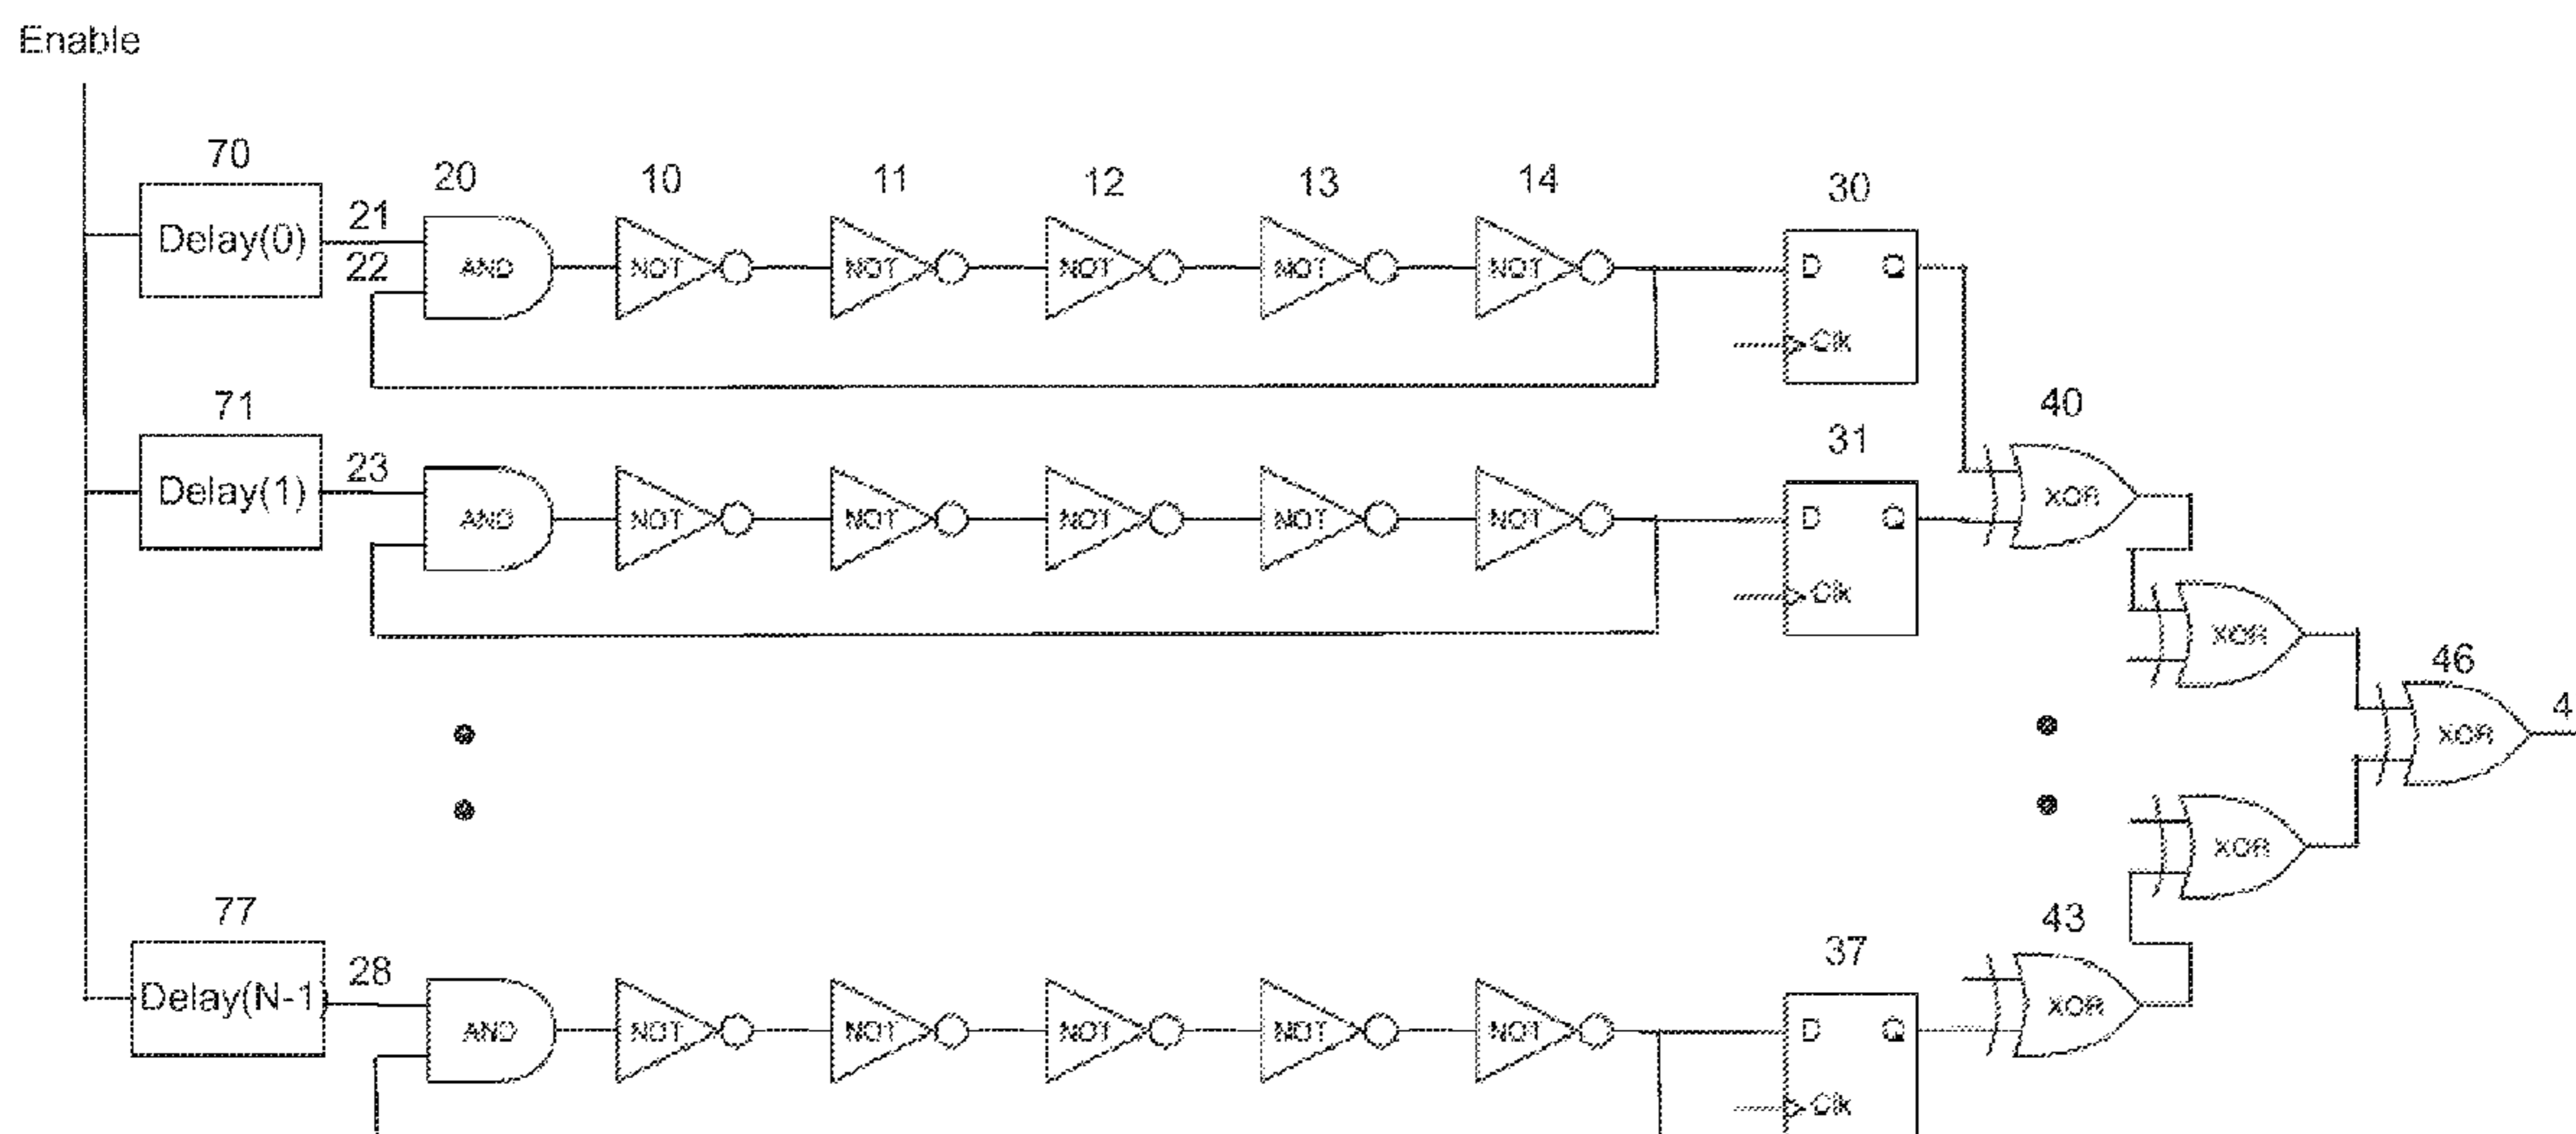 Enable
70
20
10
11
12
13
14
30
Delay(0)
21
22
AND
NOT
NOT
NOT
NOT
NOT
D
Q
Clk
71
40
31
Delay(1)
23
AND
NOT
NOT
NOT
NOT
NOT
D
Q
Clk
XOR
XOR
46
4
XOR
XOR
77
43
37
Delay(N-1)
28
AND
NOT
NOT
NOT
NOT
NOT
D
Q
XOR
Clk